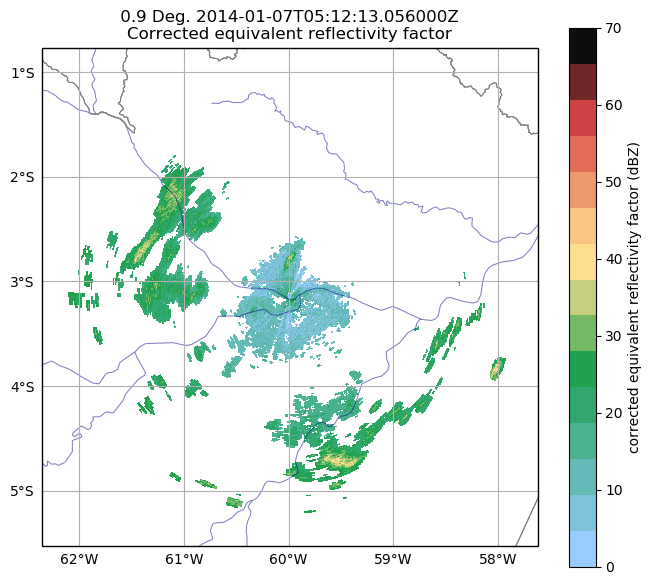 0.9 Deg. 2014-01-07T05:12:13.056000Z
Corrected equivalent reflectivity factor
1°S
2°S
3°S
4°S
5°S
62°W 61°W 60°W 59°W 58°W
70
60
50
40
30
20
10
0
corrected equivalent reflectivity factor (dBZ)